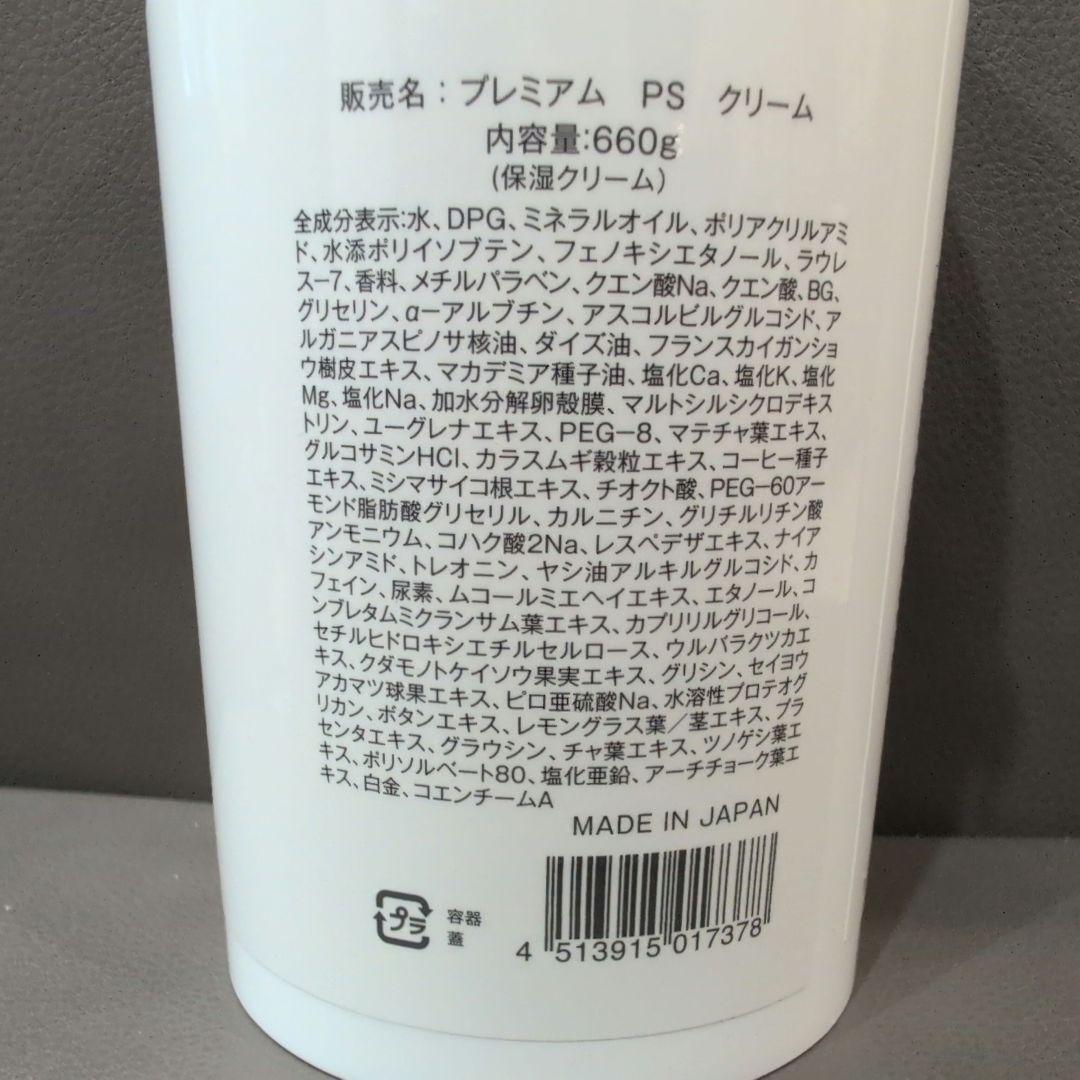 販売名：プレミアム　PS　クリーム
内容量:660g
(保湿クリーム)
全成分表示:水、DPG、ミネラルオイル、ポリアクリルアミ
ド、水添ポリイソブテン、フェノキシエタノール、ラウレ
スー7、香料、メチルパラベン、クエン酸Na、クエン酸、BG、
グリセリン、αーアルブチン、アスコルビルグルコシド、ア
ルガニアスピノサ核油、ダイズ油、フランスカイガンショ
ウ樹皮エキス、マカデミア種子油、塩化Ca、塩化K、塩化
Mg、塩化Na、加水分解卵殻膜、マルトシルシクロデキス
トリン、ユーグレナエキス、PEGー8、マテチャ葉エキス、
グルコサミンHCl、カラスムギ穀粒エキス、コーヒー種子
エキス、ミシマサイコ根エキス、チオクト酸、PEGー60アー
モンド脂肪酸グリセリル、カルニチン、グリチルリチン酸
アンモニウム、コハク酸2Na、レスペデザエキス、ナイア
シンアミド、トレオニン、ヤシ油アルキルグルコシド、カ
フェイン、尿素、ムコールミエヘイエキス、エタノール、コ
ンブレタムミクランサム葉エキス、カプリリルグリコール、
セチルヒドロキシエチルセルロース、ウルバラクツカエ
キス、クダモノトケイソウ果実エキス、グリシン、セイヨウ
アカマツ球果エキス、ピロ亜硫酸Na、水溶性プロテオグ
リカン、ボタンエキス、レモングラス葉／茎エキス、プラ
センタエキス、グラウシン、チャ葉エキス、ツノゲシ葉エ
キス、ポリソルベート80、塩化亜鉛、アーチチョーク葉エ
キス、白金、コエンチームA
MADE IN JAPAN
プラ
容器
蓋
4 513915 017378